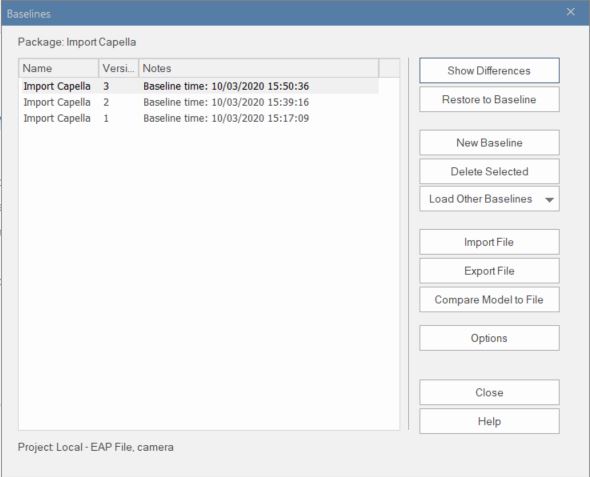 Baselines
Package: Import Capella
Name Versi... Notes
Import Capella 3 Baseline time: 10/03/2020 15:50:36
Import Capella 2 Baseline time: 10/03/2020 15:39:16
Import Capella 1 Baseline time: 10/03/2020 15:17:09
Show Differences
Restore to Baseline
New Baseline
Delete Selected
Load Other Baselines
Import File
Export File
Compare Model to File
Options
Close
Help
Project: Local - EAP File, camera